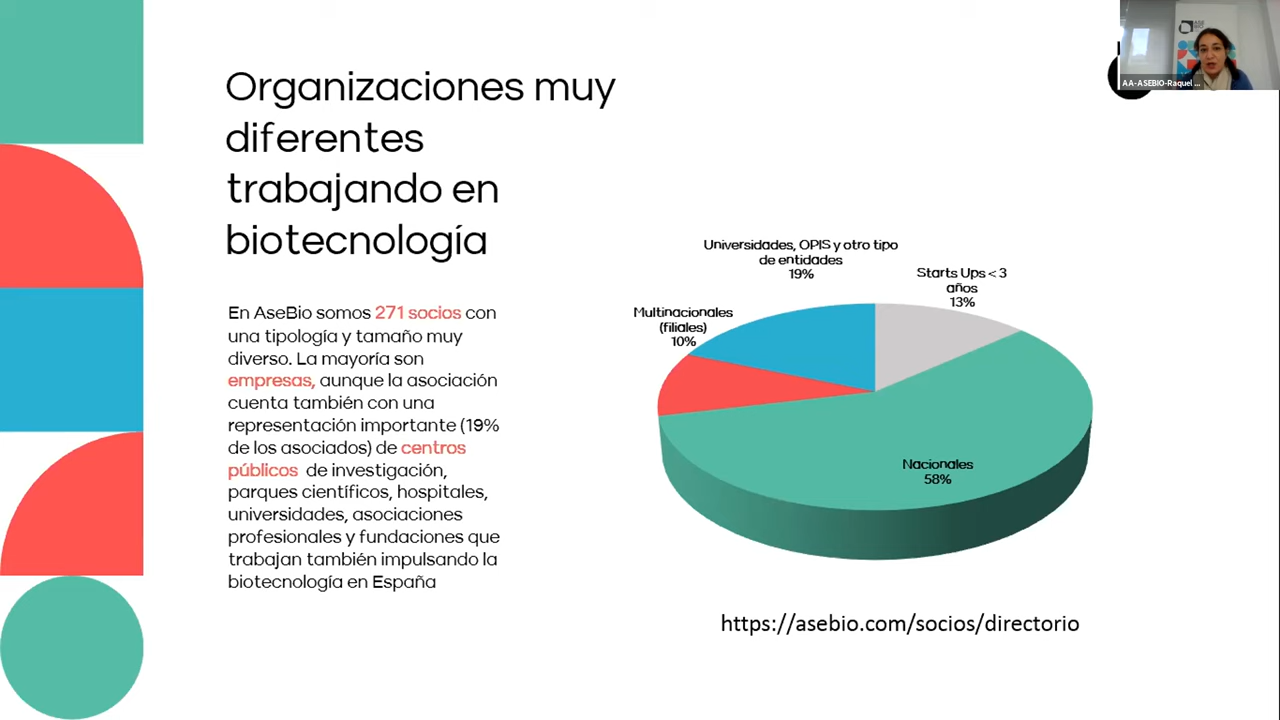 Organizaciones muy
diferentes
trabajando en
biotecnología
En AseBio somos 271 socios con
una tipología y tamaño muy
diverso. La mayoría son
empresas, aunque la asociación
cuenta también con una
representación importante (19%
de los asociados) de centros
públicos de investigación,
parques científicos, hospitales,
universidades, asociaciones
profesionales y fundaciones que
trabajan también impulsando la
biotecnología en España
Universidades, OPIS y otro tipo
de entidades
19%
Starts Ups < 3
años
13%
Multinacionales
(filiales)
10%
Nacionales
58%
https://asebio.com/socios/directorio
ASE
BIO
AA-ASEBIO-Raquel ...